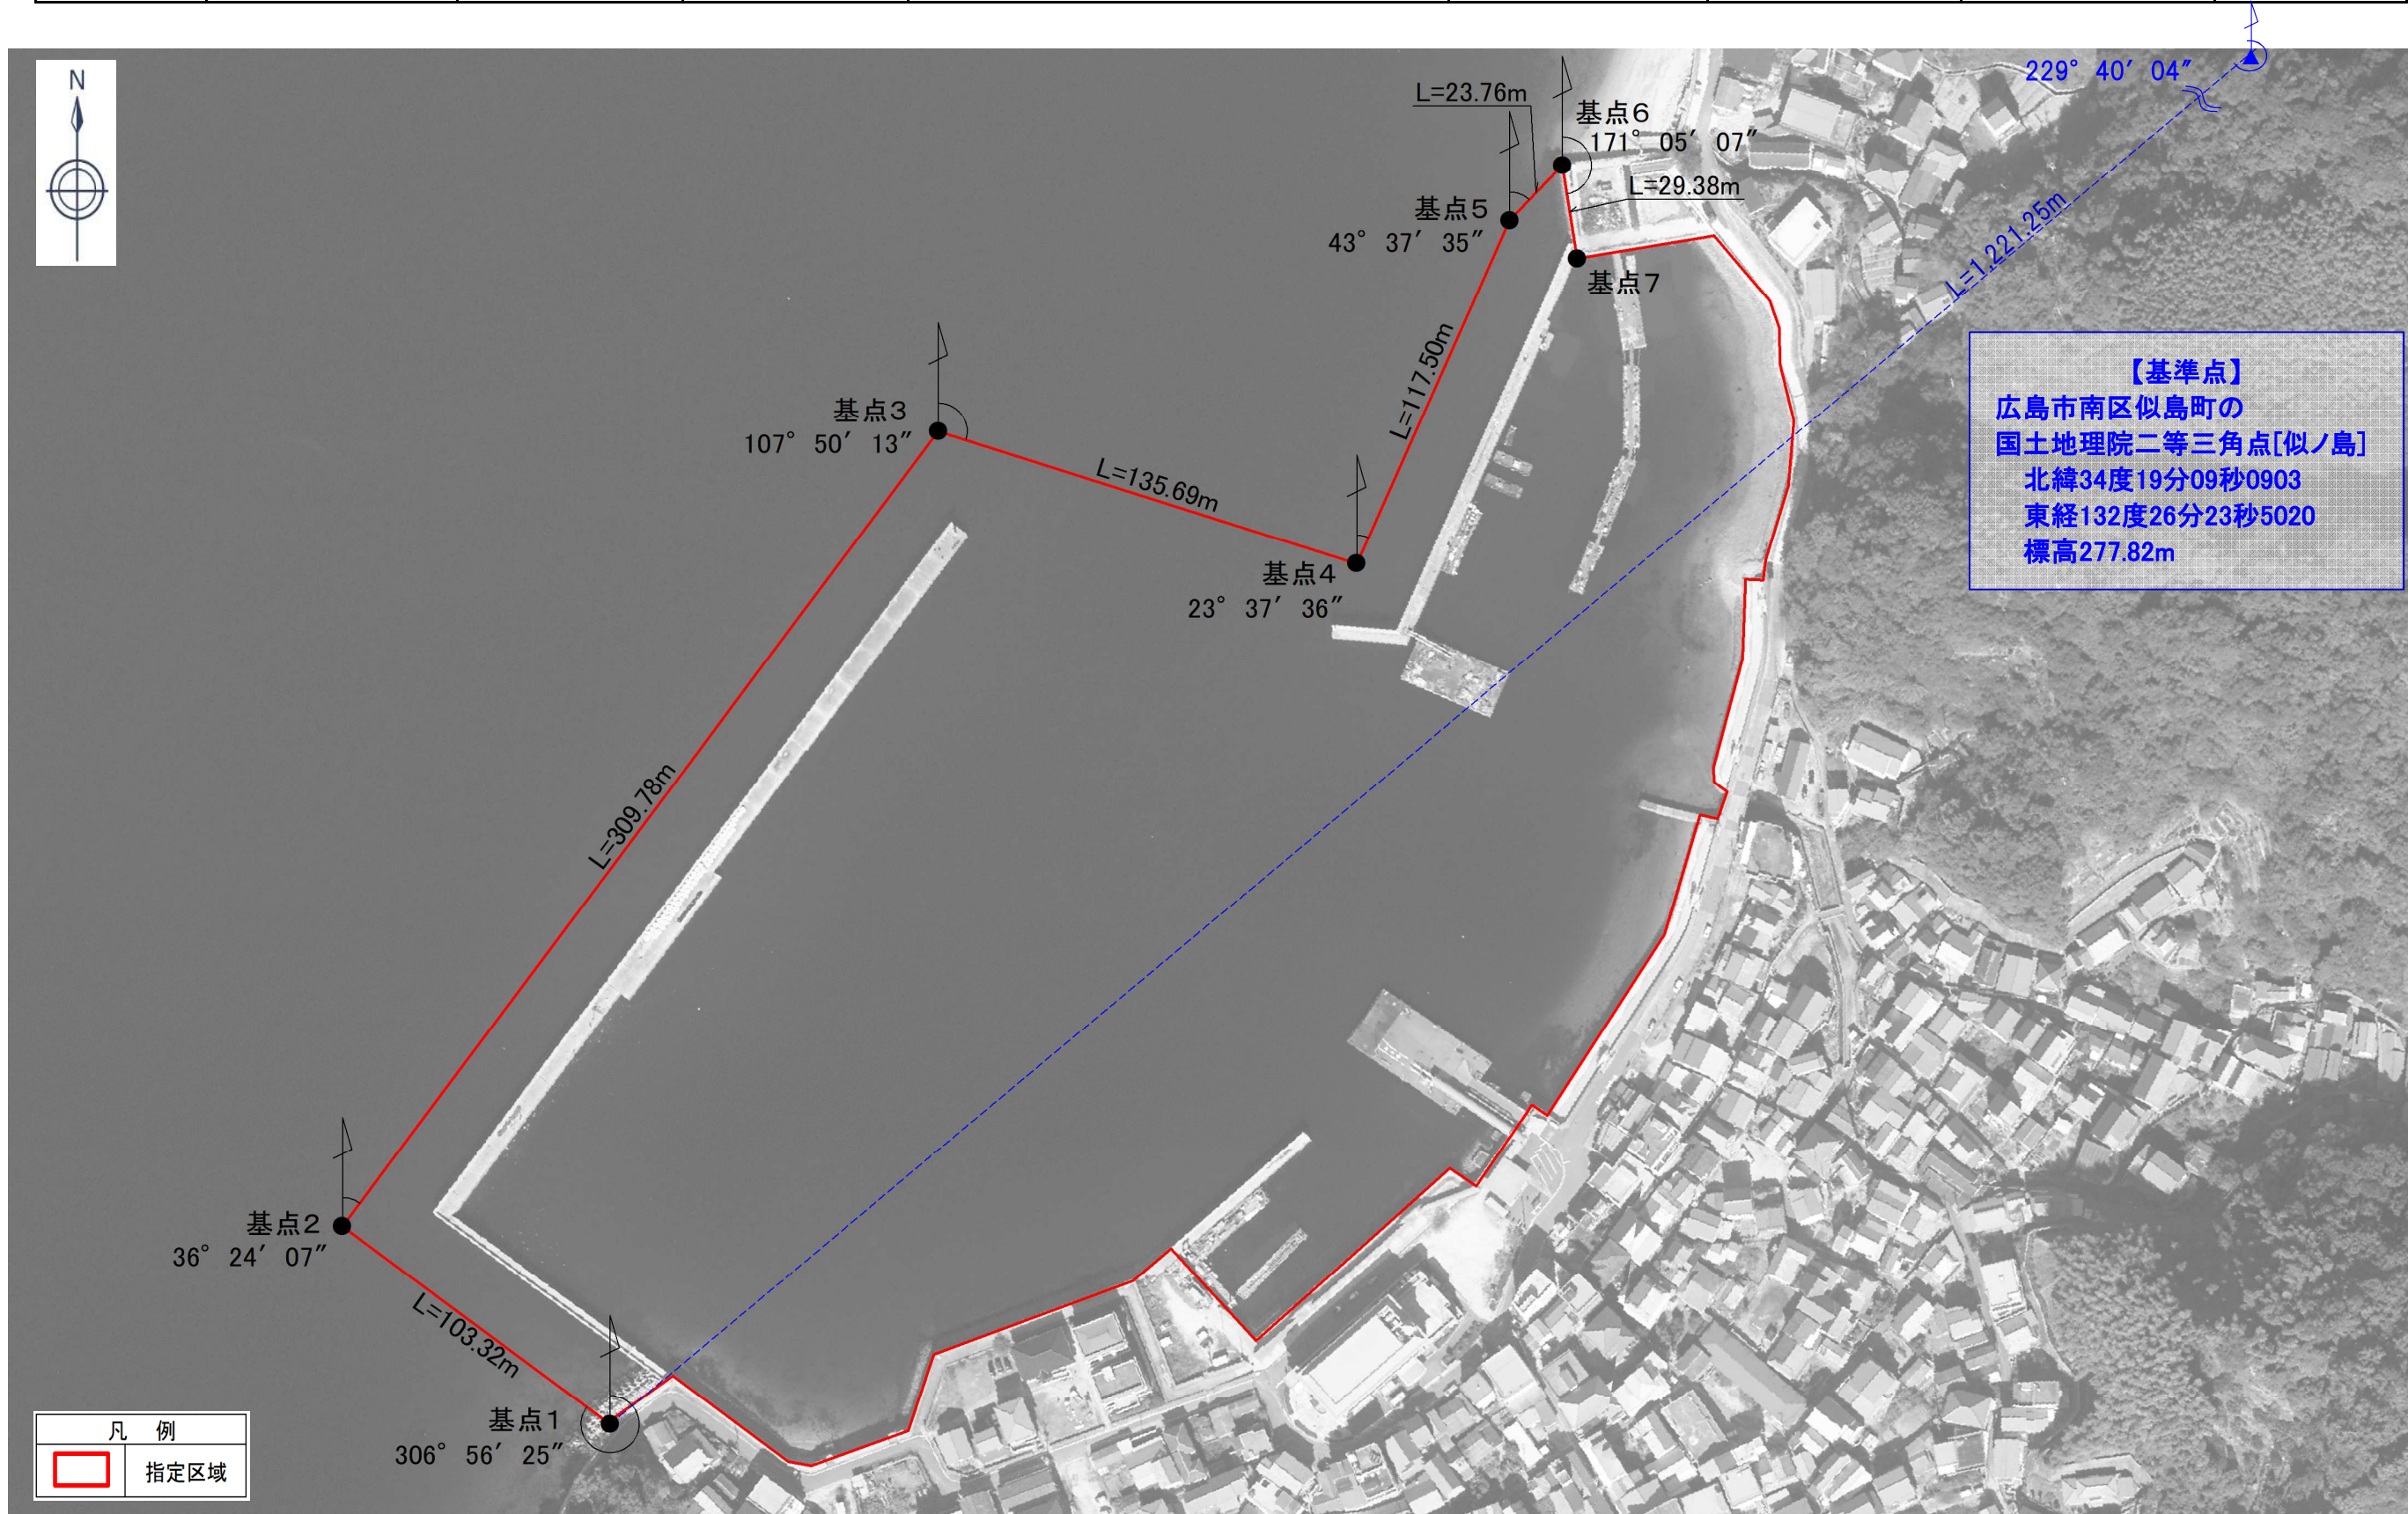 N
229° 40′ 04″
L=23.76m
基点6
171° 05′ 07″
L=29.38m
基点5
43° 37′ 35″
基点7
L=1,221.25m
L=117.50m
【基準点】
広島市南区似島町の
国土地理院二等三角点[似ノ島]
北緯34度19分09秒0903
東経132度26分23秒5020
標高277.82m
基点3
107° 50′ 13″
L=135.69m
基点4
23° 37′ 36″
L=309.78m
基点2
36° 24′ 07″
L=103.32m
基点1
306° 56′ 25″
凡 例
指定区域